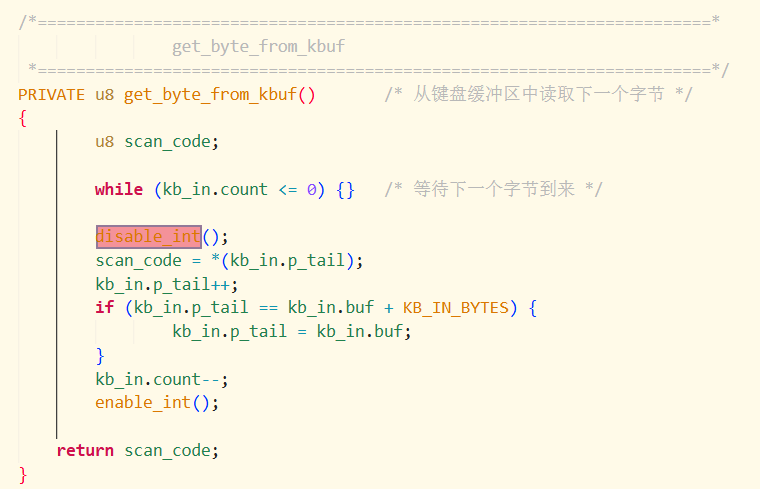 /*======================================================================*
                            get_byte_from_kbuf
 *======================================================================*/
PRIVATE u8 get_byte_from_kbuf()       /* 从键盘缓冲区中读取下一个字节 */
{
        u8 scan_code;

        while (kb_in.count <= 0) {}   /* 等待下一个字节到来 */

        disable_int();
        scan_code = *(kb_in.p_tail);
        kb_in.p_tail++;
        if (kb_in.p_tail == kb_in.buf + KB_IN_BYTES) {
                kb_in.p_tail = kb_in.buf;
        }
        kb_in.count--;
        enable_int();

    return scan_code;
}